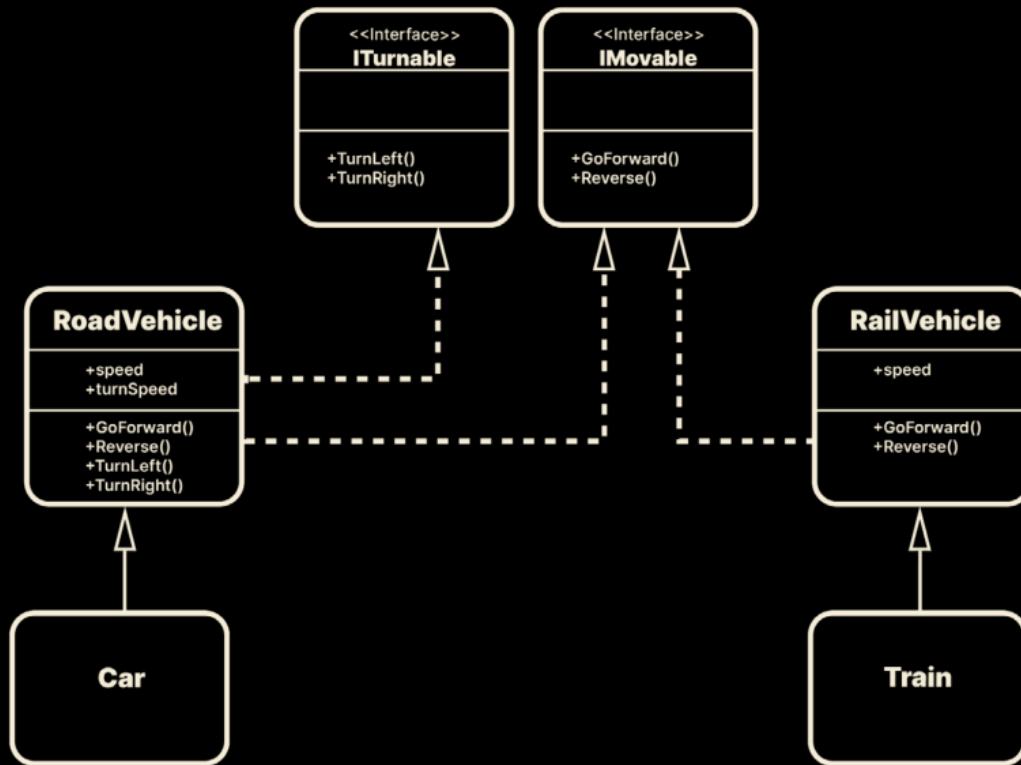 <<Interface>>
ITurnable
+TurnLeft()
+TurnRight()
<<Interface>>
IMovable
+GoForward()
+Reverse()
RoadVehicle
+speed
+turnSpeed
+GoForward()
+Reverse()
+TurnLeft()
+TurnRight()
RailVehicle
+speed
+GoForward()
+Reverse()
Car
Train